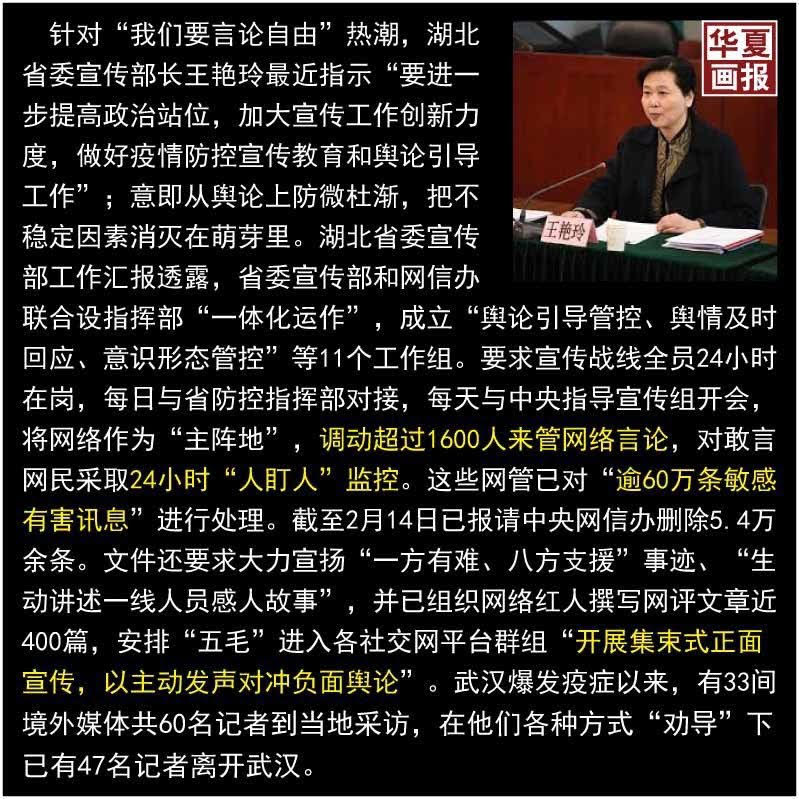 针对“我们要言论自由”热潮，湖北
省委宣传部长王艳玲最近指示“要进一
步提高政治站位，加大宣传工作创新力
度，做好疫情防控宣传教育和舆论引导
工作”；意即从舆论上防微杜渐，把不
稳定因素消灭在萌芽里。湖北省委宣传
部工作汇报透露，省委宣传部和网信办
联合设指挥部“一体化运作”，成立“舆论引导管控、舆情及时
回应、意识形态管控”等11个工作组。要求宣传战线全员24小时
在岗，每日与省防控指挥部对接，每天与中央指导宣传组开会，
将网络作为“主阵地”，调动超过1600人来管网络言论，对敢言
网民采取24小时“人盯人”监控。这些网管已对“逾60万条敏感
有害讯息”进行处理。截至2月14日已报请中央网信办删除5.4万
余条。文件还要求大力宣扬“一方有难、八方支援”事迹、“生
动讲述一线人员感人故事”，并已组织网络红人撰写网评文章近
400篇，安排“五毛”进入各社交网平台群组“开展集束式正面
宣传，以主动发声对冲负面舆论”。武汉爆发疫症以来，有33间
境外媒体共60名记者到当地采访，在他们各种方式“劝导”下
已有47名记者离开武汉。
华夏
画报
王艳玲